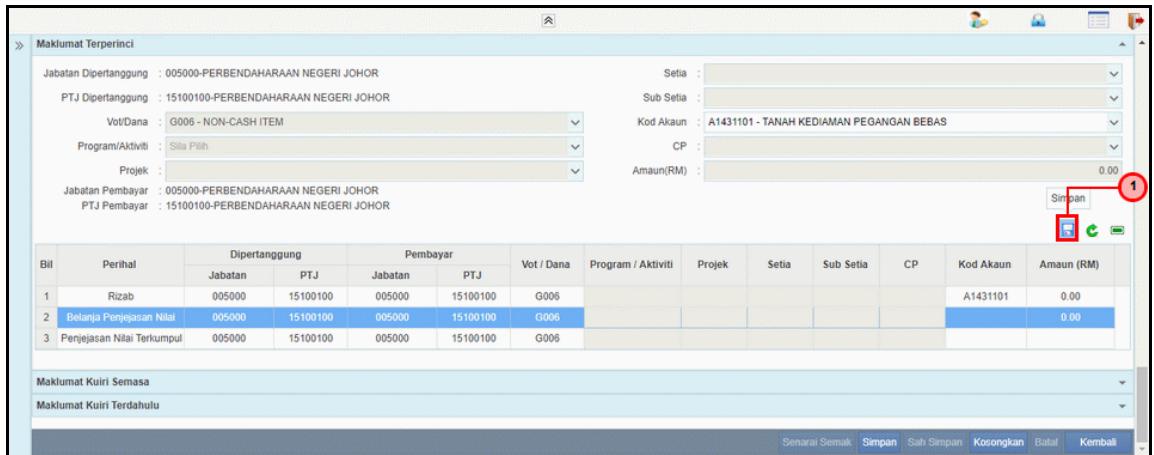 Maklumat Terperinci
Jabatan Dipertanggung : 005000-PERBENDAHARAAN NEGERI JOHOR Setia :
PTJ Dipertanggung : 15100100-PERBENDAHARAAN NEGERI JOHOR Sub Setia :
Vot/Dana : G006 - NON-CASH ITEM Kod Akaun : A1431101 - TANAH KEDIAMAN PEGANGAN BEBAS
Program/Aktiviti : Sila Pilih CP :
Projek : Amaun(RM) : 0.00
Jabatan Pembayar : 005000-PERBENDAHARAAN NEGERI JOHOR
PTJ Pembayar : 15100100-PERBENDAHARAAN NEGERI JOHOR
1
Simpan
Bil Perihal Dipertanggung Pembayar Vot / Dana Program / Aktiviti Projek Setia Sub Setia CP Kod Akaun Amaun (RM)
Jabatan PTJ Jabatan PTJ
1 Rizab 005000 15100100 005000 15100100 G006 A1431101 0.00
2 Belanja Penjejasan Nilai 005000 15100100 005000 15100100 G006 0.00
3 Penjejasan Nilai Terkumpul 005000 15100100 005000 15100100 G006
Maklumat Kuiri Semasa
Maklumat Kuiri Terdahulu
Senarai Semak Simpan Sah Simpan Kosongkan Batal Kembali